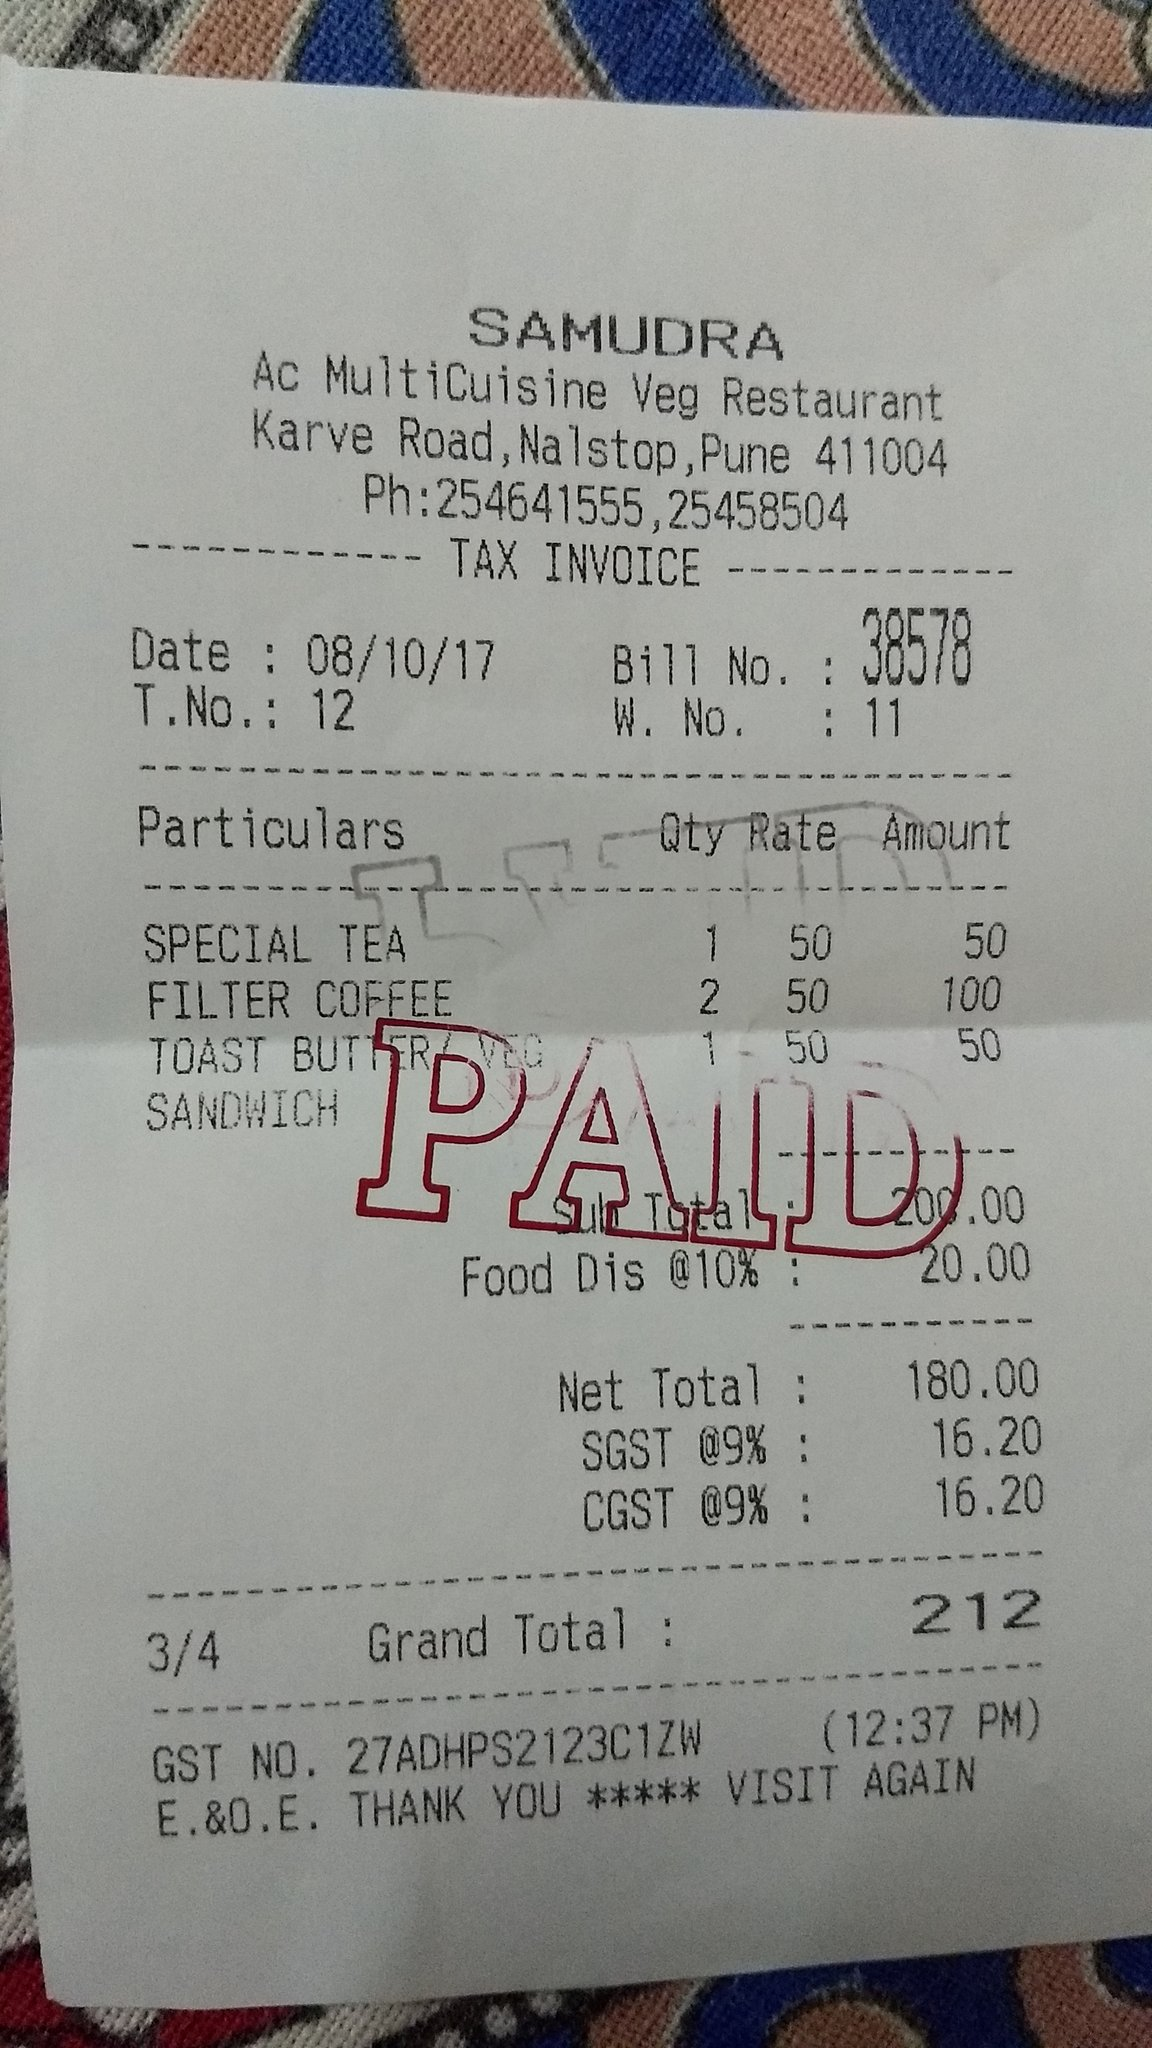 SAMUDRA
Ac MultiCuisine Veg Restaurant
Karve Road,Nalstop,Pune 411004
Ph:254641555,25458504
------------ TAX INVOICE -------------
Date : 08/10/17 Bill No. : 38578
T.No.: 12 W. No. : 11
Particulars Qty Rate Amount
SPECIAL TEA 1 50 50
FILTER COFFEE 2 50 100
TOAST BUTTER/ VEG 1 50 50
SANDWICH
PAID
Sub Total : 200.00
Food Dis @10% : 20.00
Net Total : 180.00
SGST @9% : 16.20
CGST @9% : 16.20
3/4 Grand Total : 212
GST NO. 27ADHPS2123C1ZW (12:37 PM)
E.&O.E. THANK YOU ***** VISIT AGAIN